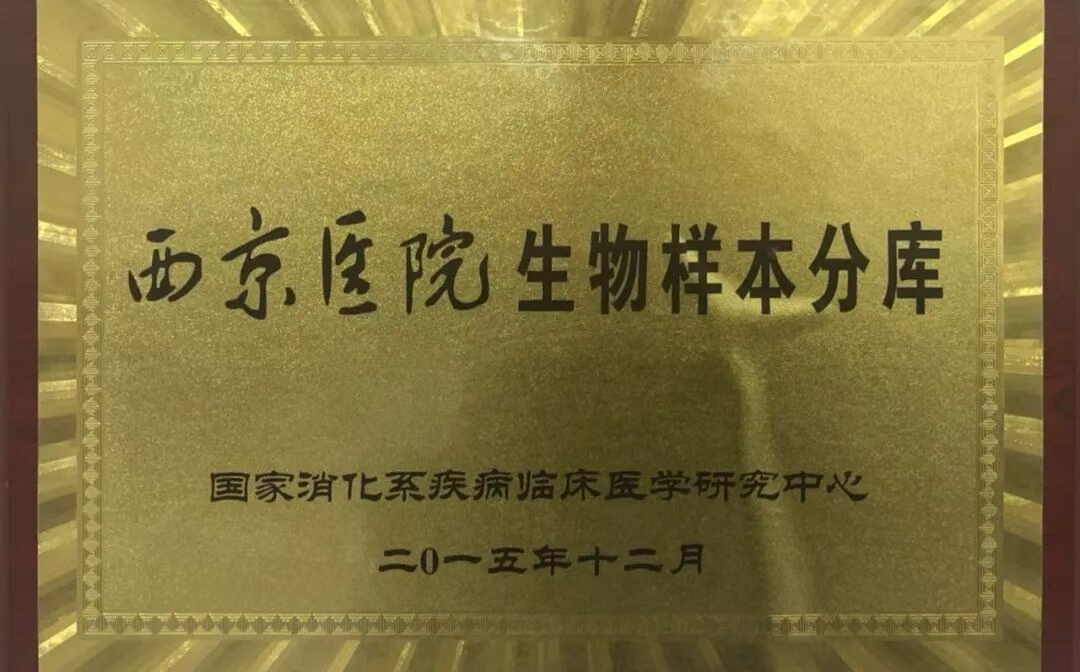 西京医院生物样本分库
国家消化系疾病临床医学研究中心
二0一五年十二月